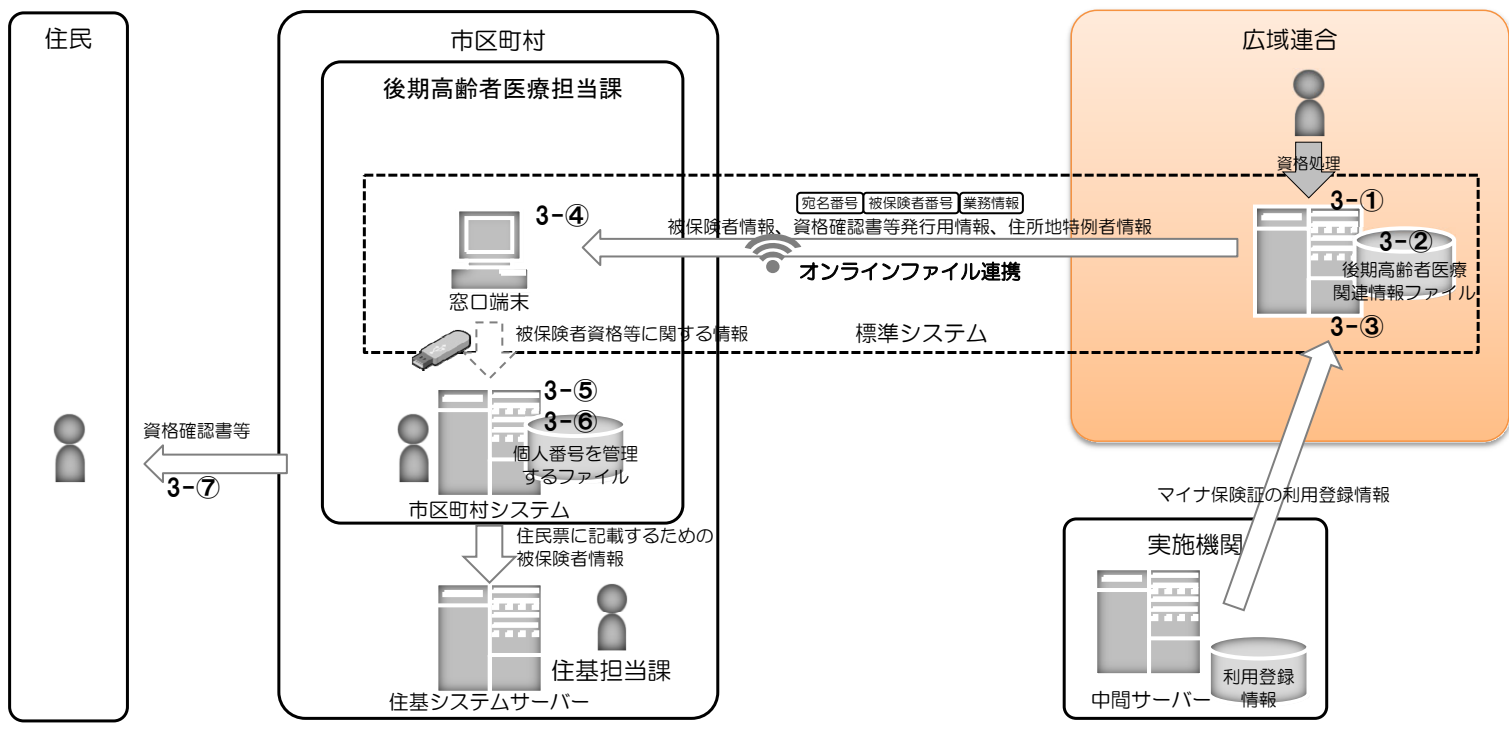 住民
市区町村
後期高齢者医療担当課
広域連合
資格処理
宛名番号 被保険者番号 業務情報
被保険者情報、資格確認書等発行用情報、住所地特例者情報
オンラインファイル連携
3-①
3-②
後期高齢者医療
関連情報ファイル
3-③
3-④
窓口端末
被保険者資格等に関する情報
標準システム
3-⑤
3-⑥
個人番号を管理
するファイル
市区町村システム
資格確認書等
3-⑦
住民票に記載するための
被保険者情報
住基担当課
住基システムサーバー
マイナ保険証の利用登録情報
実施機関
中間サーバー
利用登録
情報